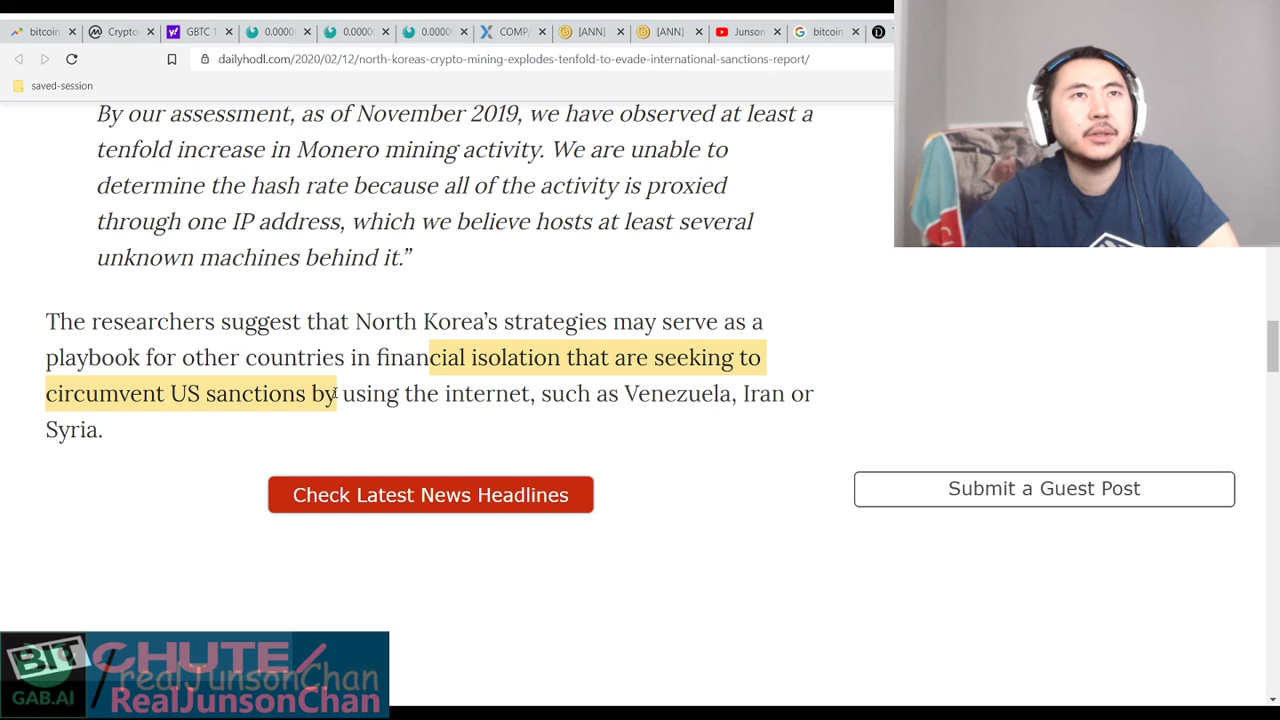 bitcoin
Crypto
GBTC 1
0.0000
0.0000
0.0000
COMP
[ANN]
[ANN]
Junson
bitcoin
dailyhodl.com/2020/02/12/north-koreas-crypto-mining-explodes-tenfold-to-evade-international-sanctions-report/
saved-session
By our assessment, as of November 2019, we have observed at least a
tenfold increase in Monero mining activity. We are unable to
determine the hash rate because all of the activity is proxied
through one IP address, which we believe hosts at least several
unknown machines behind it.”
The researchers suggest that North Korea’s strategies may serve as a
playbook for other countries in financial isolation that are seeking to
circumvent US sanctions by using the internet, such as Venezuela, Iran or
Syria.
Check Latest News Headlines
Submit a Guest Post
BITCHUTE/
realJunsonChan
GAB.AI/RealJunsonChan